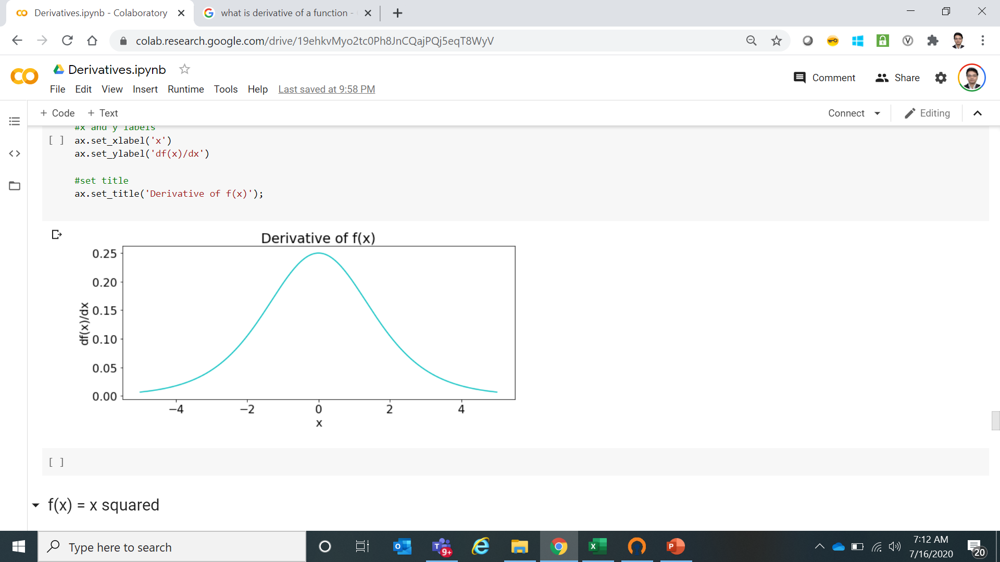 Derivatives.ipynb - Colaboratory
what is derivative of a function -
colab.research.google.com/drive/19ehkvMyo2tc0Ph8JnCQajPQj5eqT8WyV
Derivatives.ipynb
Comment
Share
File Edit View Insert Runtime Tools Help Last saved at 9:58 PM
+ Code + Text
Connect
Editing
#x and y labels
[ ] ax.set_xlabel('x')
ax.set_ylabel('df(x)/dx')
#set title
ax.set_title('Derivative of f(x)');
Derivative of f(x)
0.25
0.20
0.15
0.10
0.05
0.00
df(x)/dx
−4 −2 0 2 4
x
[ ]
f(x) = x squared
Type here to search
9+
7:12 AM
7/16/2020
20